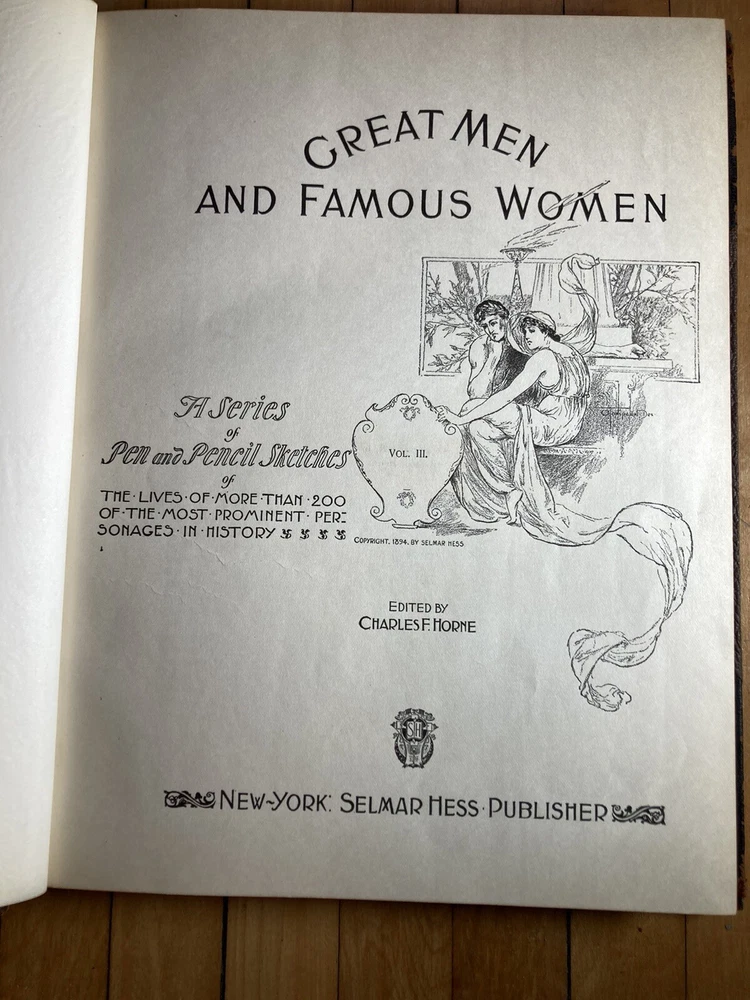 GREAT MEN
AND FAMOUS WOMEN
A Series
of
Pen and Pencil Sketches
of
THE·LIVES·OF·MORE·THAN·200
OF·THE·MOST·PROMINENT·PER-
SONAGES·IN·HISTORY
VOL. III.
COPYRIGHT, 1894, BY SELMAR HESS
EDITED BY
CHARLES F. HORNE
SH
NEW-YORK: SELMAR HESS·PUBLISHER